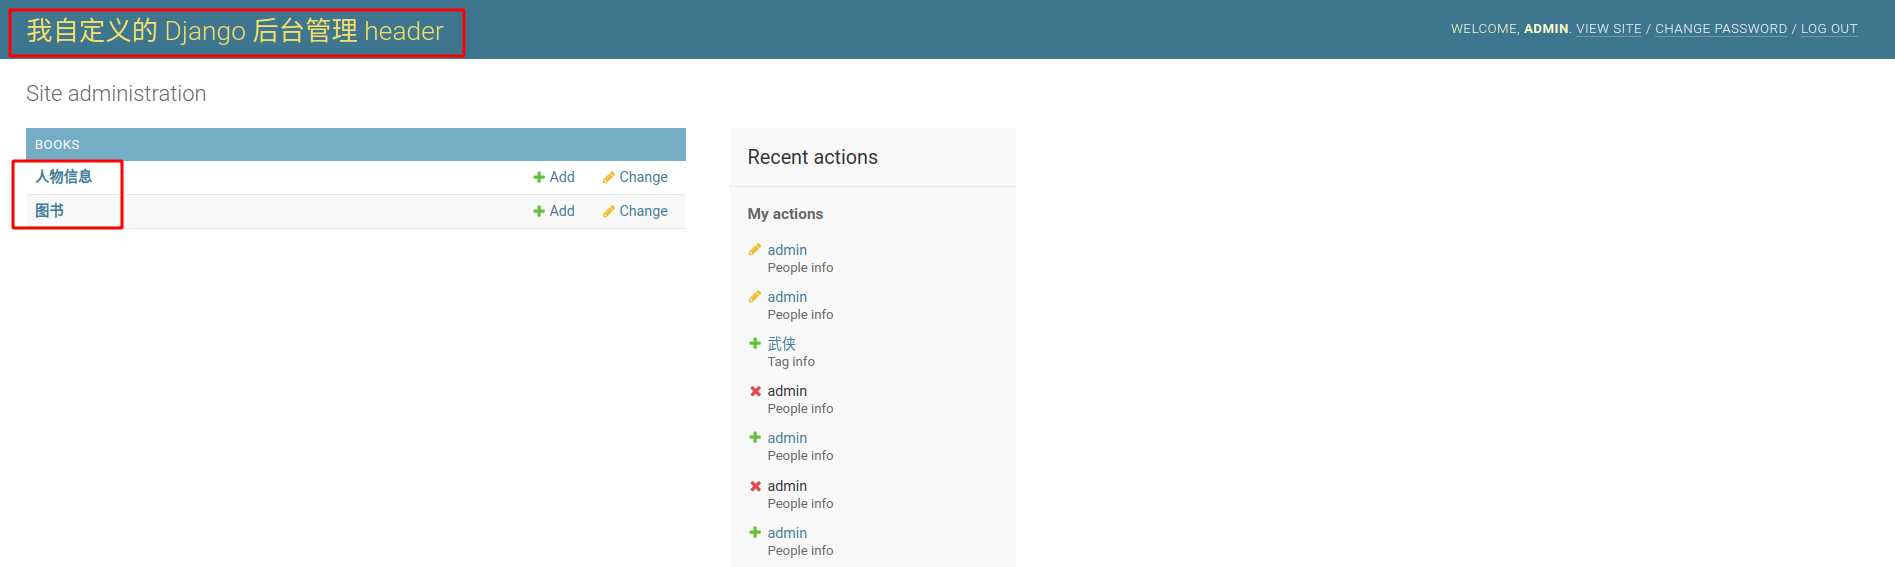 我自定义的 Django 后台管理 header
WELCOME, ADMIN. VIEW SITE / CHANGE PASSWORD / LOG OUT
Site administration
BOOKS
人物信息 Add Change
图书 Add Change
Recent actions
My actions
admin
People info
admin
People info
武侠
Tag info
admin
People info
admin
People info
admin
People info
admin
People info